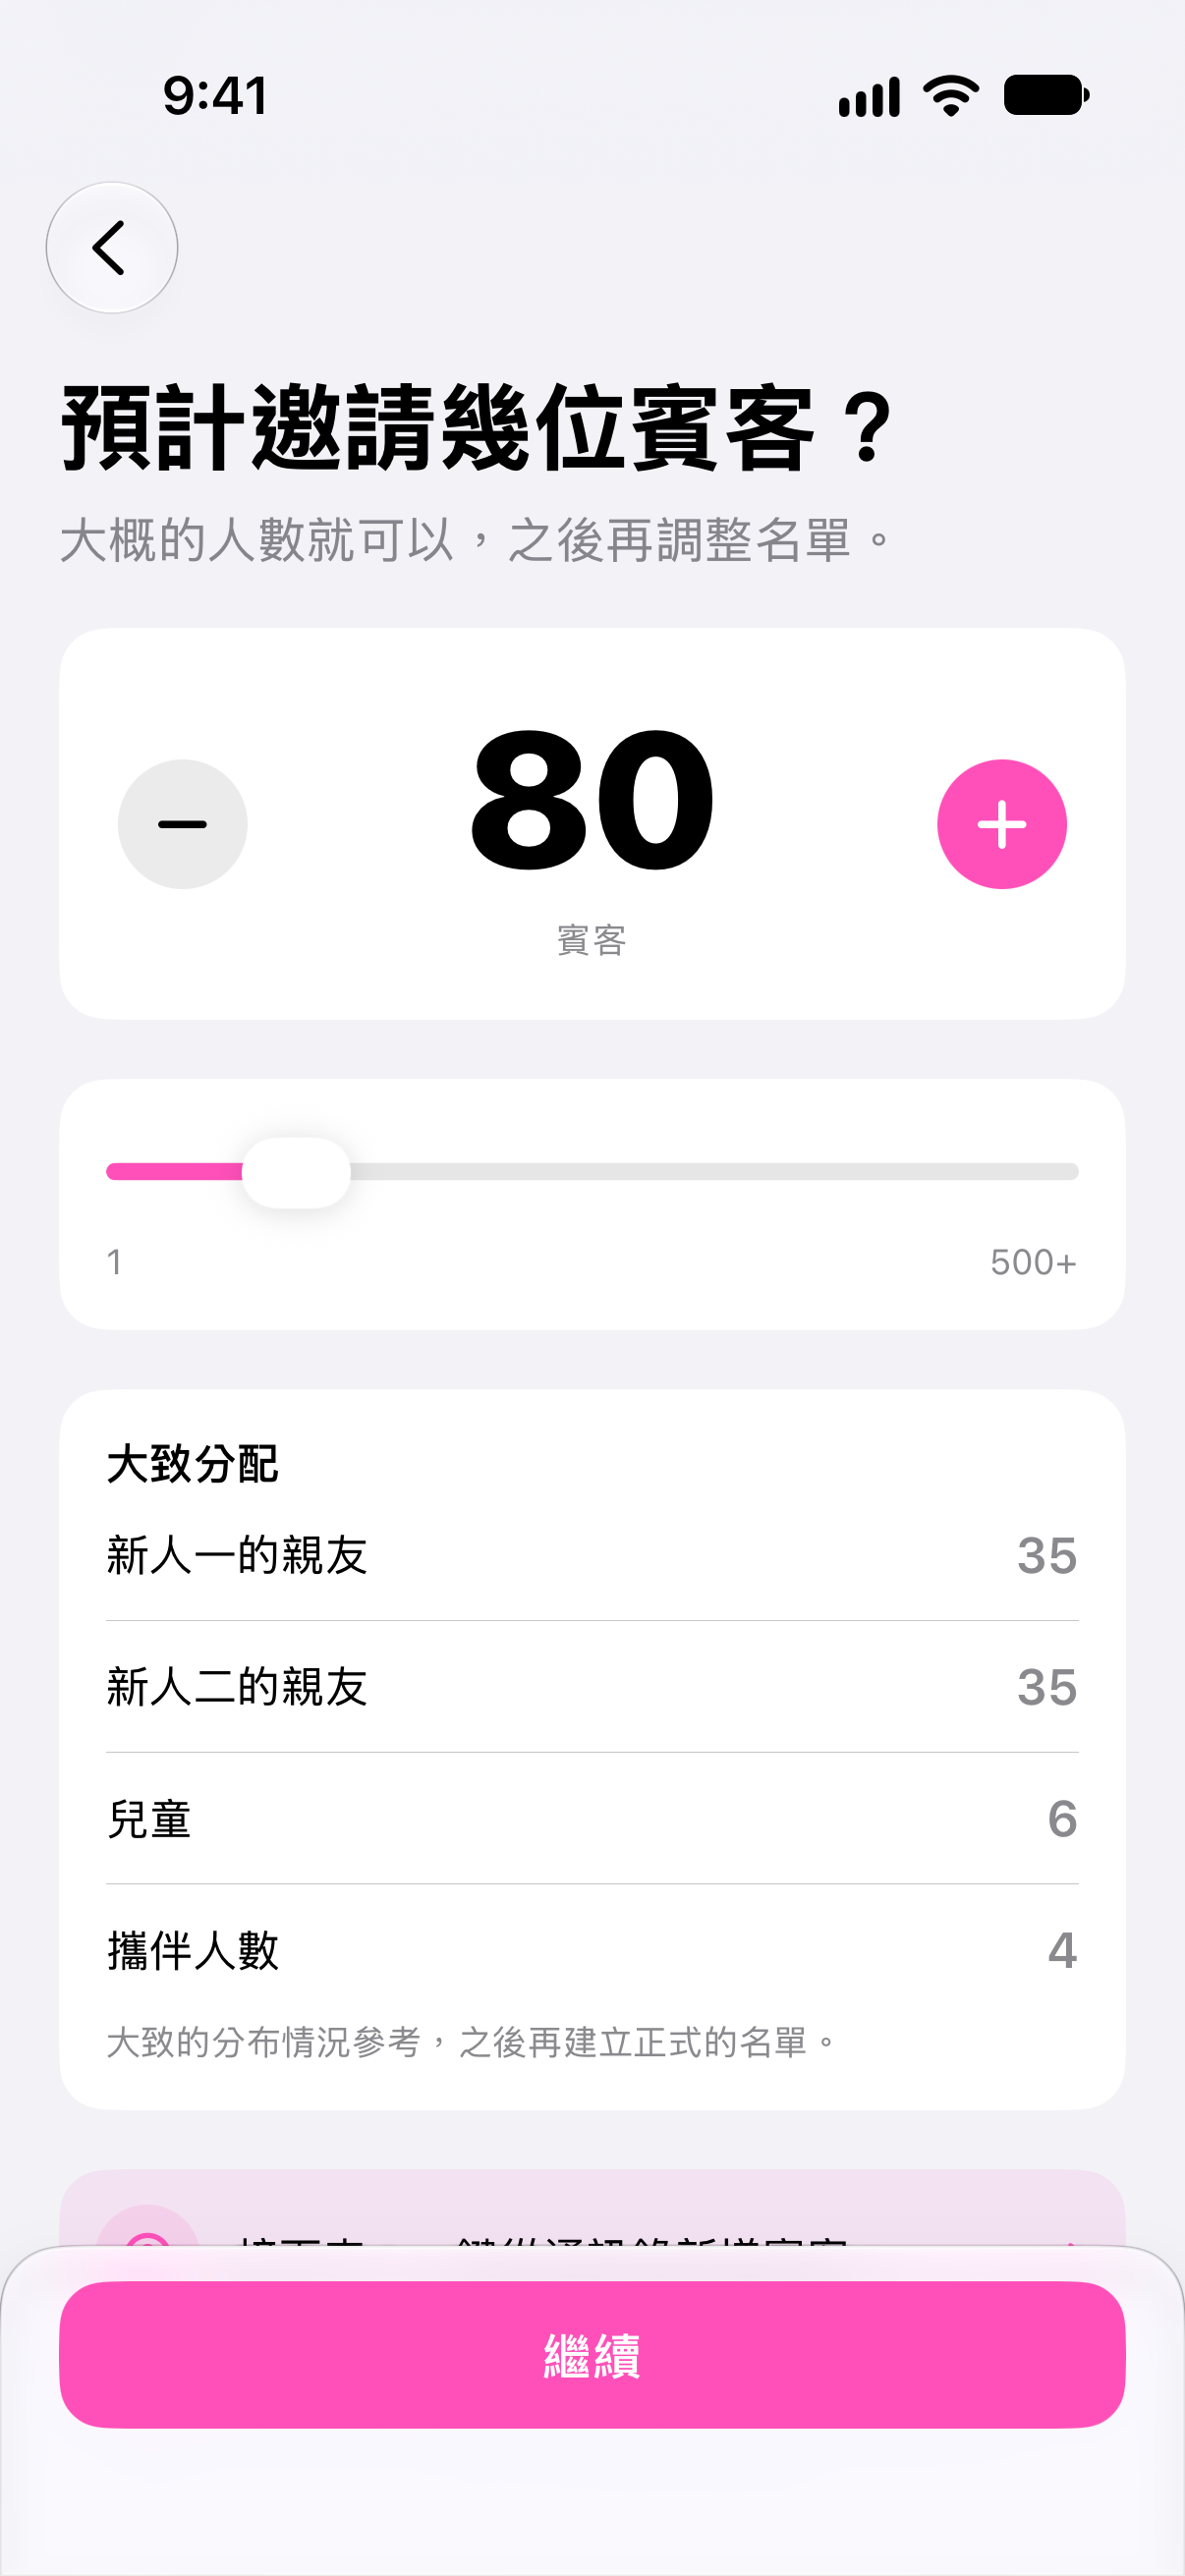 9:41
預計邀請幾位賓客？
大概的人數就可以，之後再調整名單。
80
賓客
1
500+
大致分配
新人一的親友
35
新人二的親友
35
兒童
6
攜伴人數
4
大致的分布情況參考，之後再建立正式的名單。
繼續